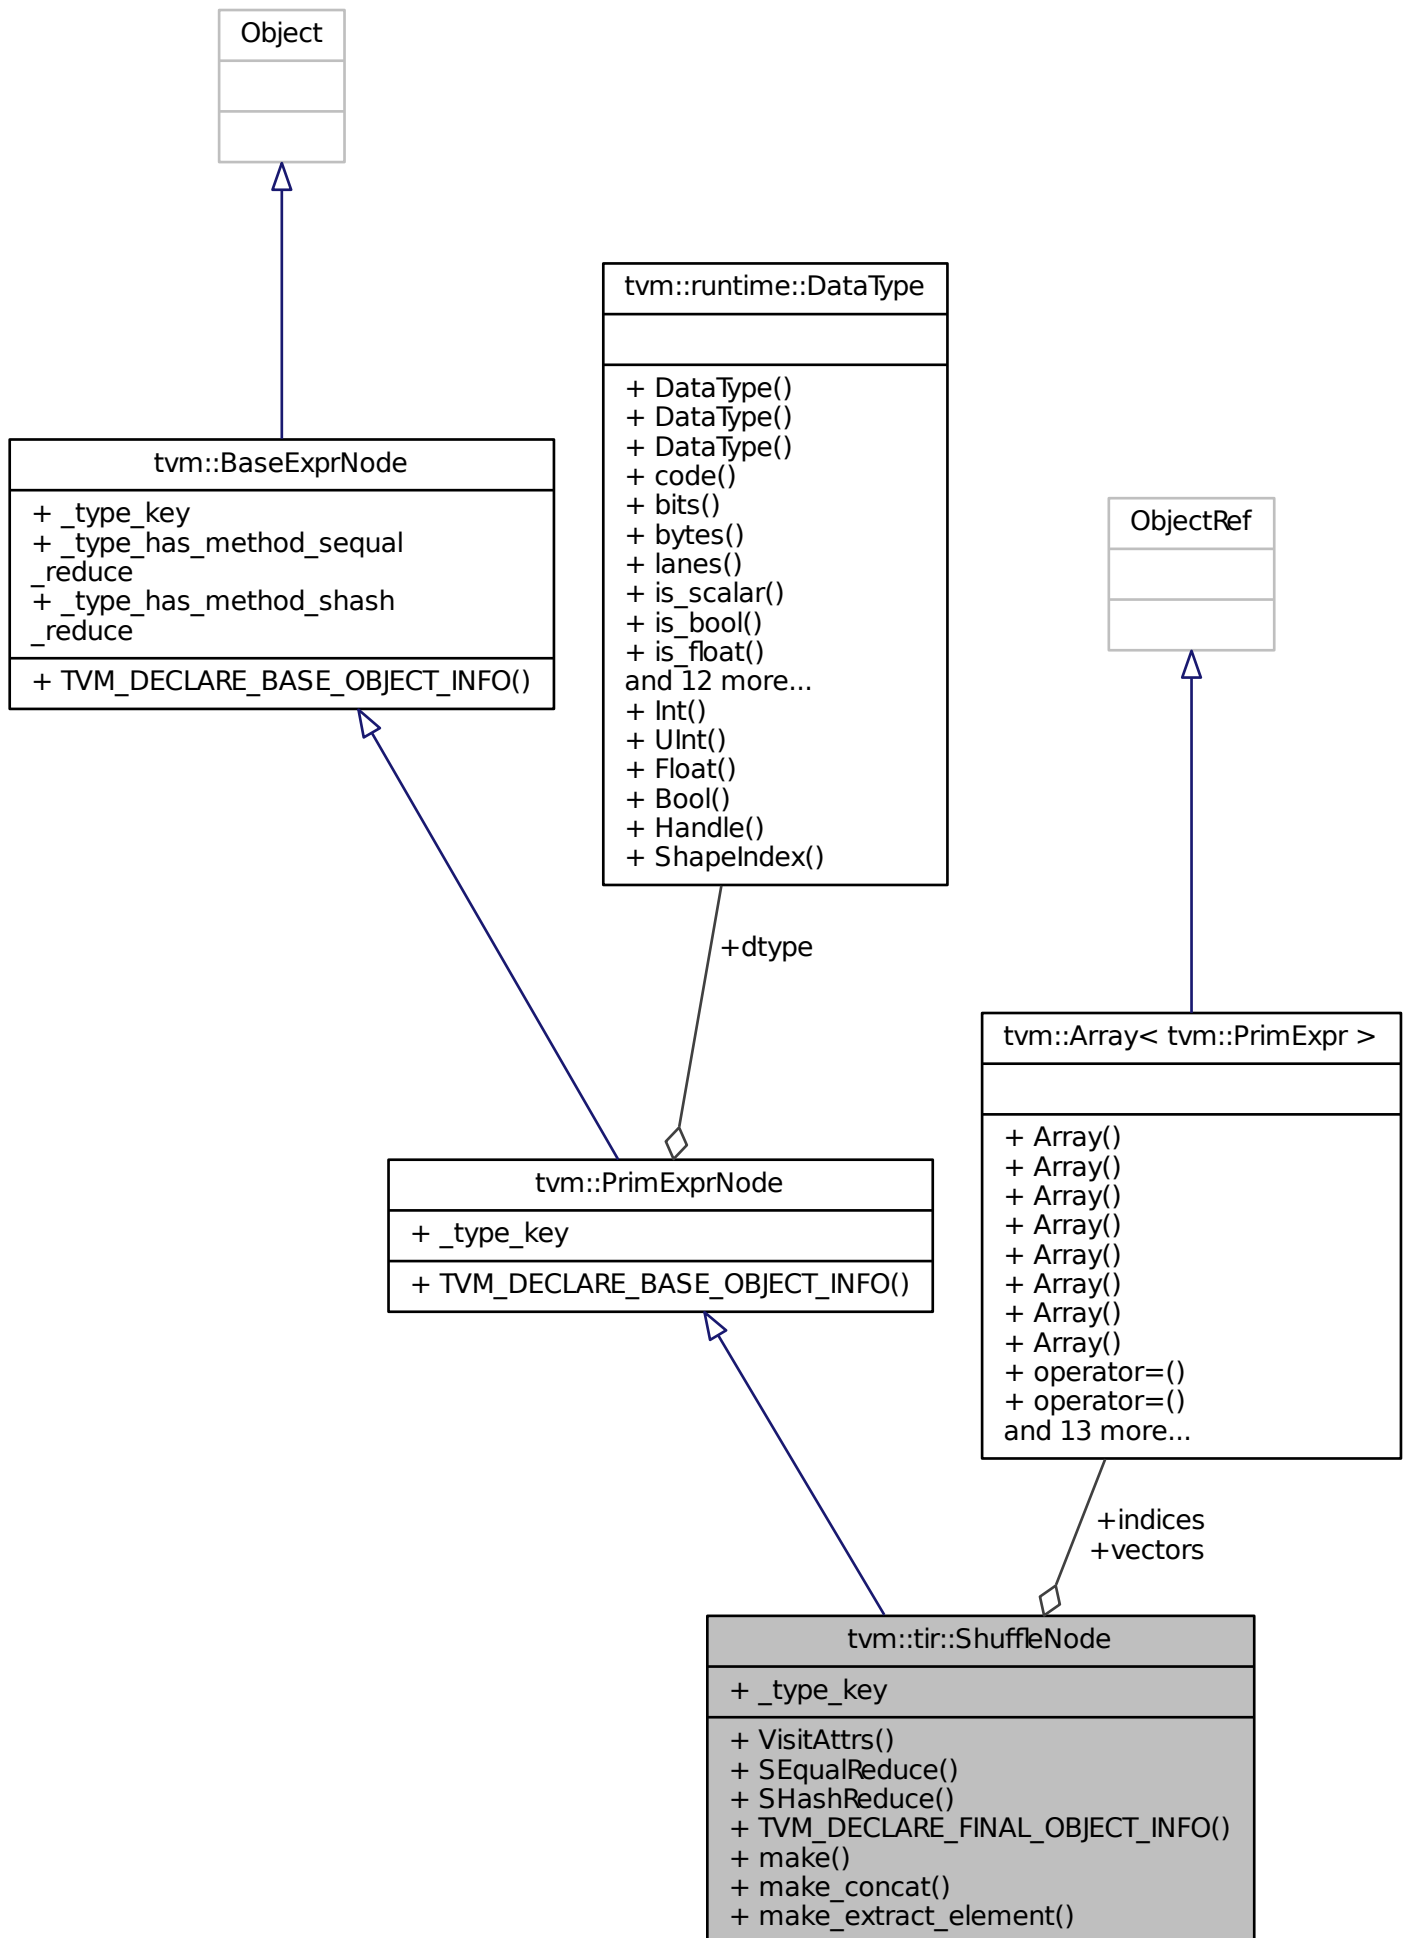 Object
tvm::runtime::DataType
+ DataType()
+ DataType()
+ DataType()
+ code()
+ bits()
+ bytes()
+ lanes()
+ is_scalar()
+ is_bool()
+ is_float()
and 12 more...
+ Int()
+ UInt()
+ Float()
+ Bool()
+ Handle()
+ ShapeIndex()
tvm::BaseExprNode
+ _type_key
+ _type_has_method_sequal
_reduce
+ _type_has_method_shash
_reduce
+ TVM_DECLARE_BASE_OBJECT_INFO()
ObjectRef
+dtype
tvm::Array< tvm::PrimExpr >
+ Array()
+ Array()
+ Array()
+ Array()
+ Array()
+ Array()
+ Array()
+ Array()
+ operator=()
+ operator=()
and 13 more...
tvm::PrimExprNode
+ _type_key
+ TVM_DECLARE_BASE_OBJECT_INFO()
+indices
+vectors
tvm::tir::ShuffleNode
+ _type_key
+ VisitAttrs()
+ SEqualReduce()
+ SHashReduce()
+ TVM_DECLARE_FINAL_OBJECT_INFO()
+ make()
+ make_concat()
+ make_extract_element()